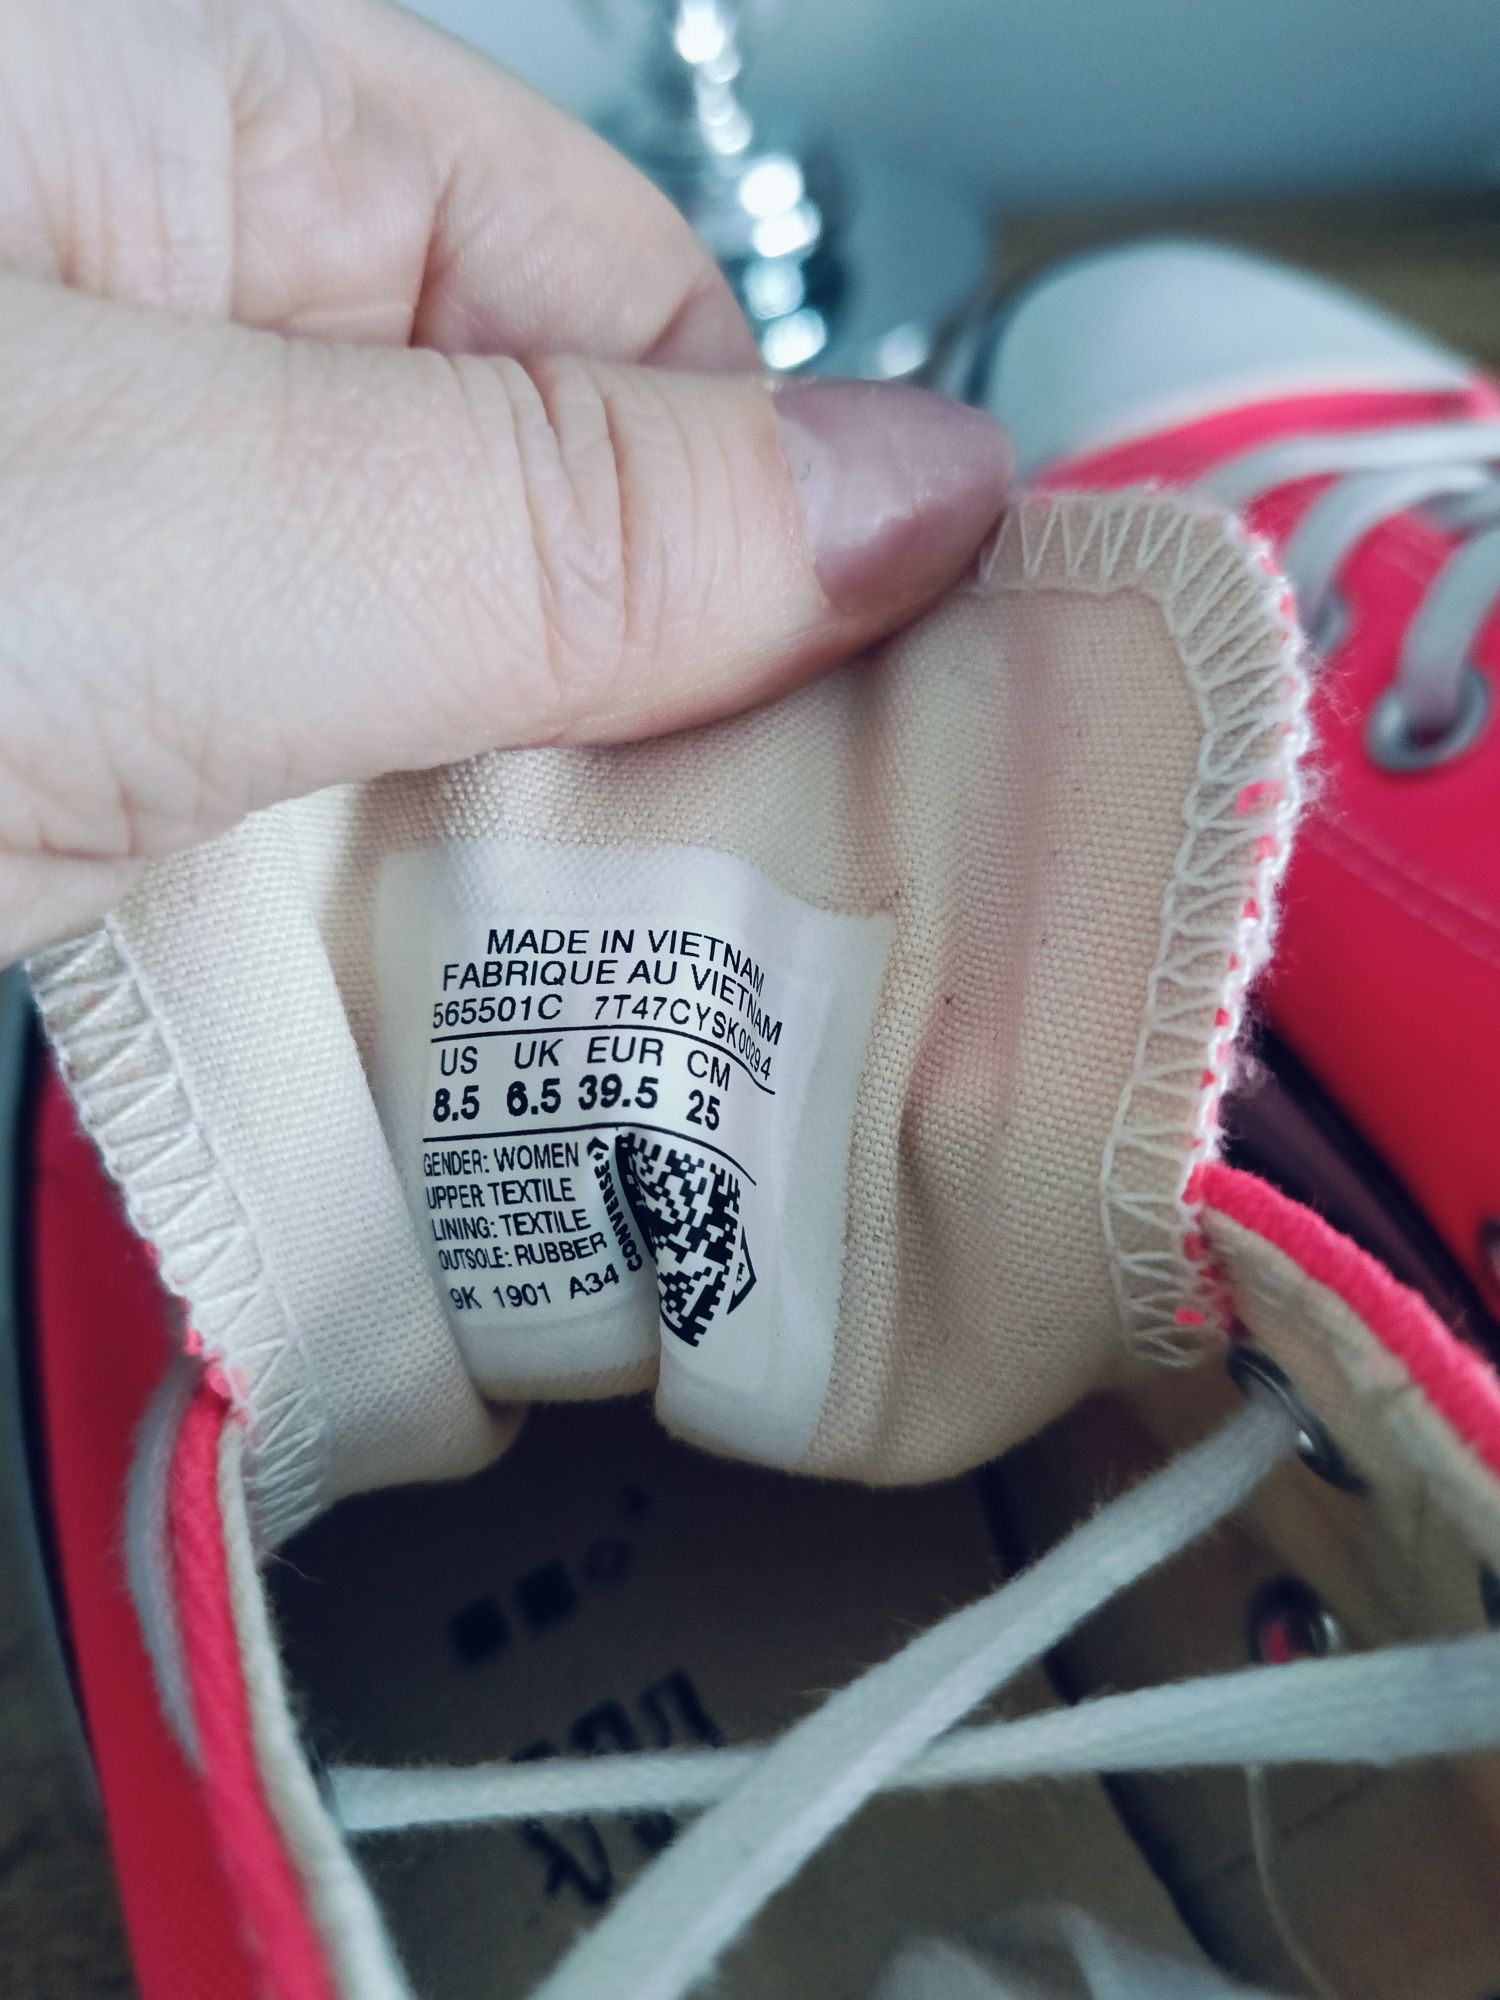 MADE IN VIETNAM
FABRIQUE AU VIETNAM
565501C 7T47CYSK00294
US UK EUR CM
8.5 6.5 39.5 25
GENDER: WOMEN
UPPER: TEXTILE
LINING: TEXTILE
OUTSOLE: RUBBER
9K 1901 A34
CONVERSE